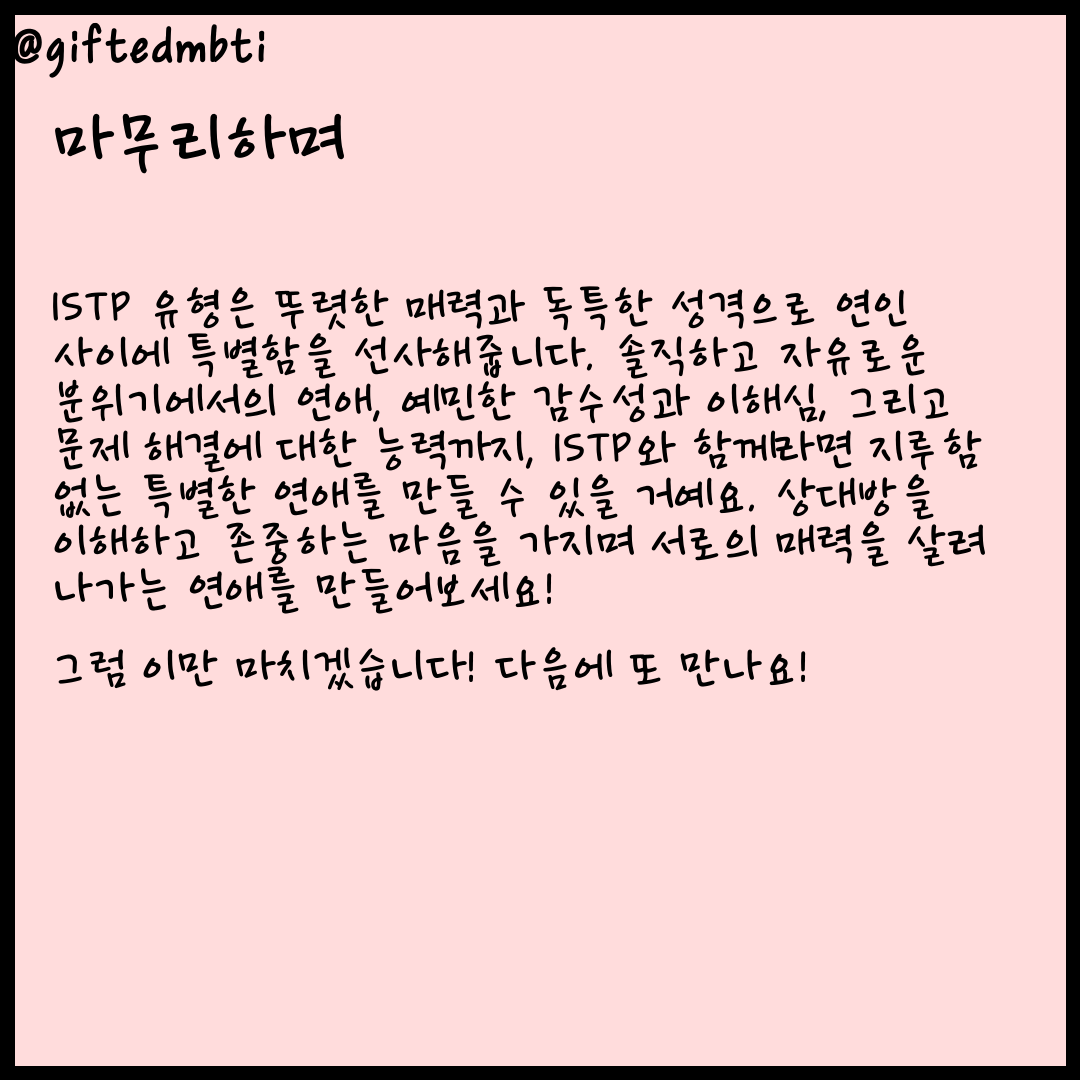 @giftedmbti
마무리하며
ISTP 유형은 뚜렷한 매력과 독특한 성격으로 연인
사이에 특별함을 선사해줍니다. 솔직하고 자유로운
분위기에서의 연애, 예민한 감수성과 이해심, 그리고
문제 해결에 대한 능력까지, ISTP와 함께라면 지루함
없는 특별한 연애를 만들 수 있을 거예요. 상대방을
이해하고 존중하는 마음을 가지며 서로의 매력을 살려
나가는 연애를 만들어보세요!
그럼 이만 마치겠습니다! 다음에 또 만나요!